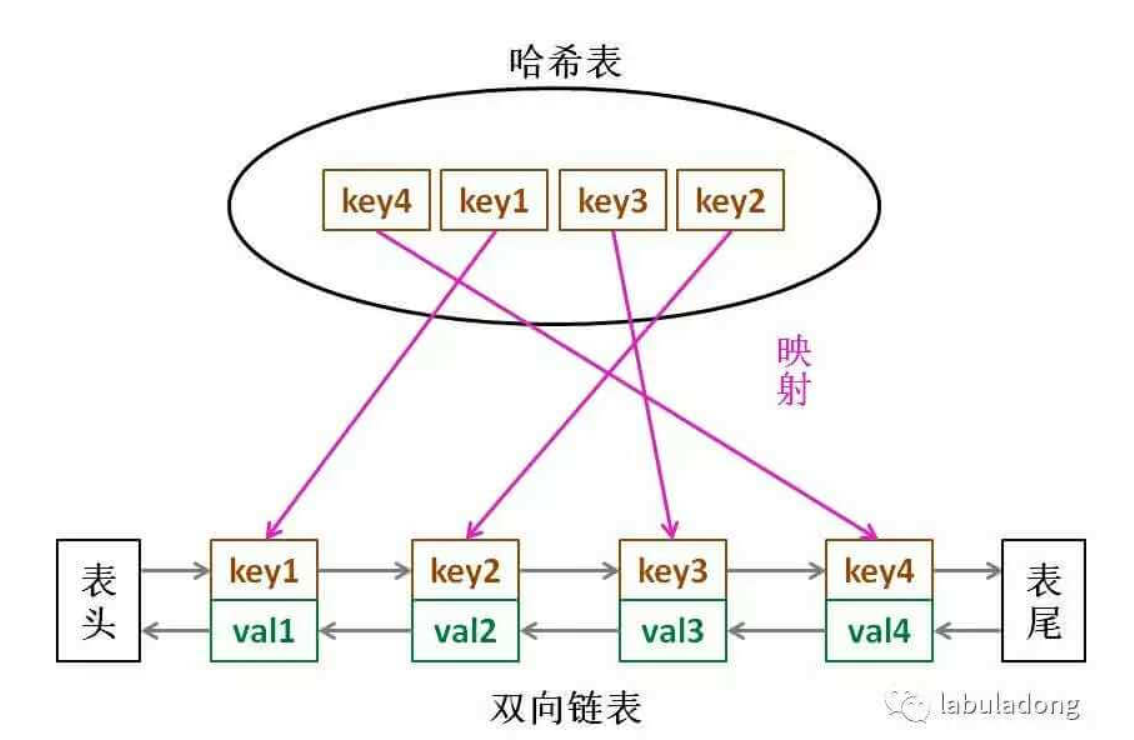 哈希表
key4 key1 key3 key2
映
射
表
头
key1 key2 key3 key4
val1 val2 val3 val4
表
尾
双向链表
labuladong